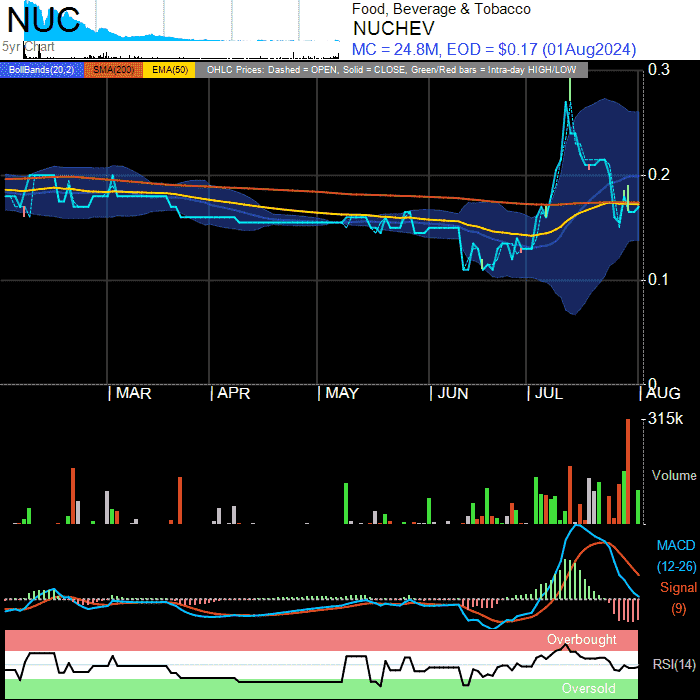 NUC
Food, Beverage & Tobacco
NUCHEV
5yr Chart
MC = 24.8M, EOD = $0.17 (01Aug2024)
BollBands(20,2) SMA(200) EMA(50) OHLC Prices: Dashed = OPEN, Solid = CLOSE, Green/Red bars = Intra-day HIGH/LOW
0.3
0.2
0.1
0
| MAR | APR | MAY | JUN | JUL | AUG
315k
Volume
MACD
(12-26)
Signal
(9)
Overbought
RSI(14)
Oversold